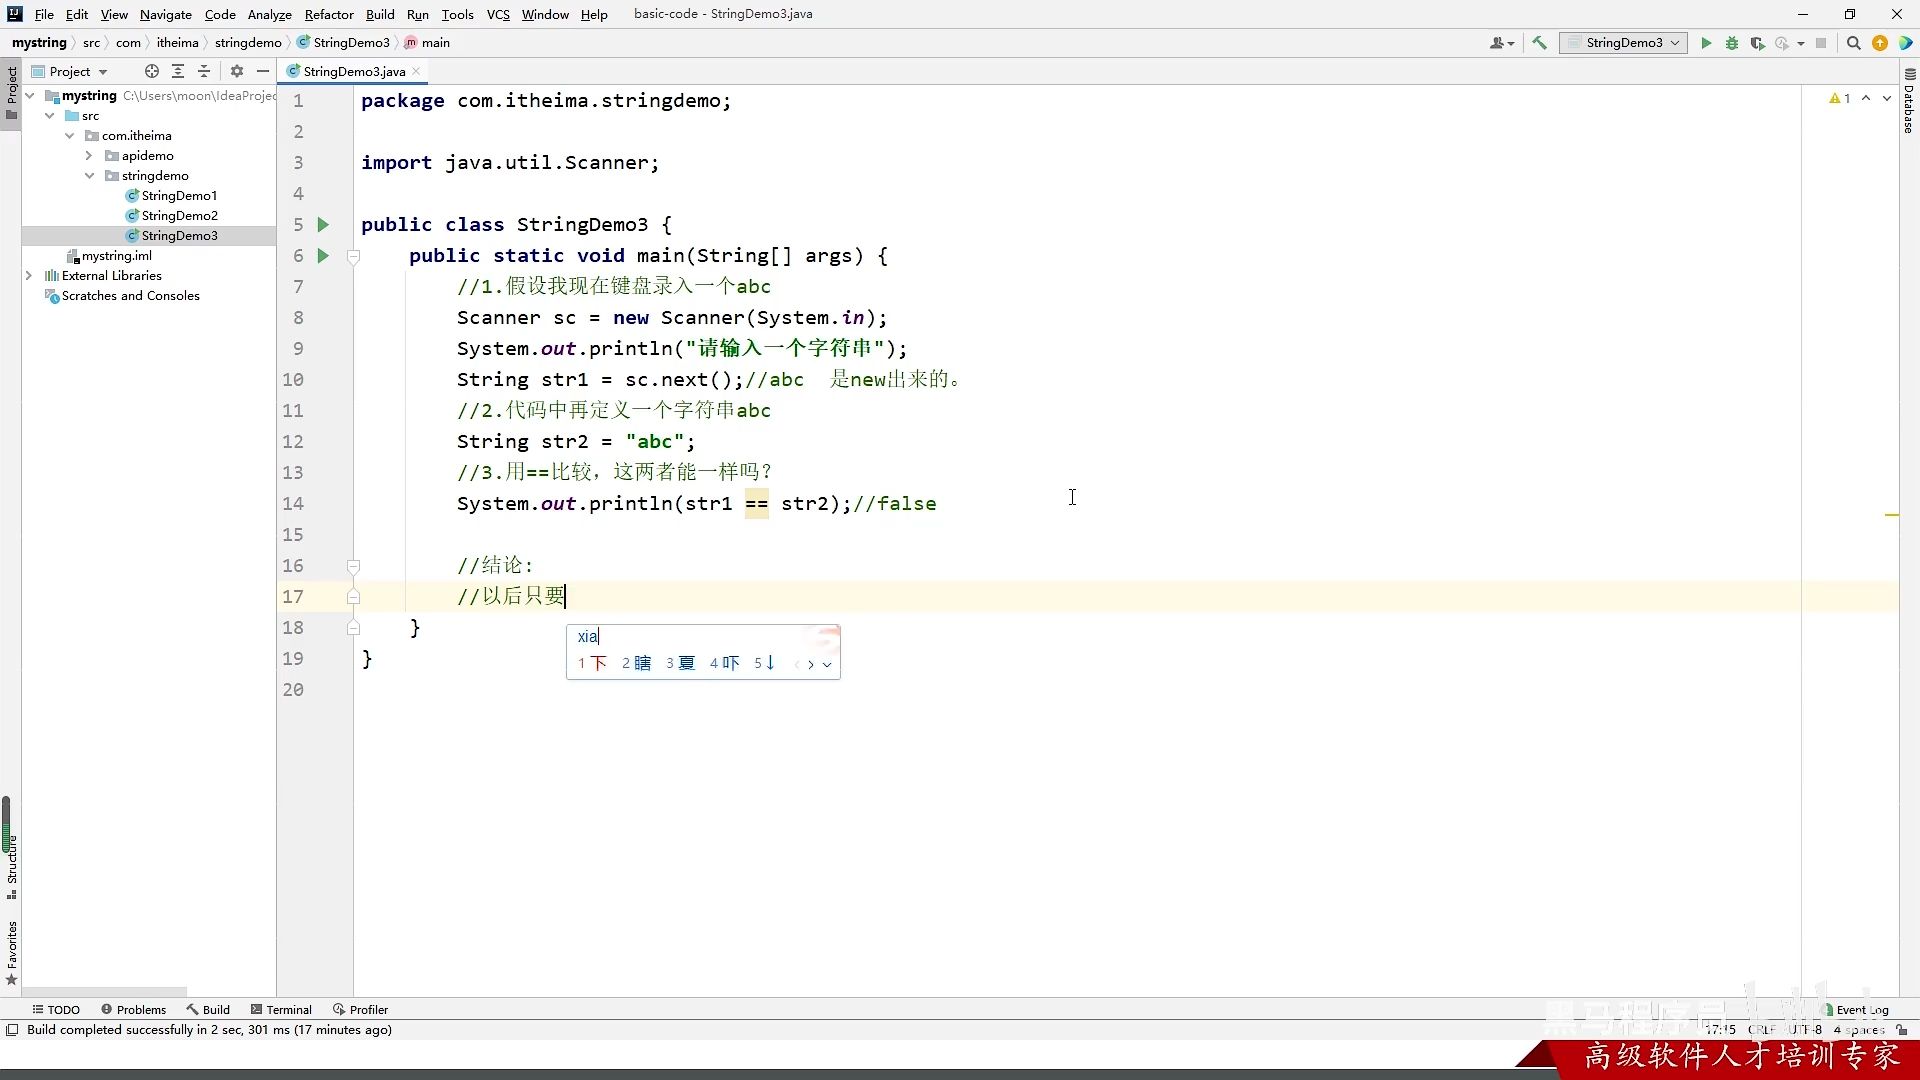 File Edit View Navigate Code Analyze Refactor Build Run Tools VCS Window Help basic-code - StringDemo3.java
mystring src com itheima stringdemo StringDemo3 main StringDemo3
Project StringDemo3.java
Project
mystring C:\Users\moon\IdeaProjec
src
com.itheima
apidemo
stringdemo
StringDemo1
StringDemo2
StringDemo3
mystring.iml
External Libraries
Scratches and Consoles
1 package com.itheima.stringdemo;
2
3 import java.util.Scanner;
4
5 public class StringDemo3 {
6 public static void main(String[] args) {
7 //1.假设我现在键盘录入一个abc
8 Scanner sc = new Scanner(System.in);
9 System.out.println("请输入一个字符串");
10 String str1 = sc.next();//abc 是new出来的。
11 //2.代码中再定义一个字符串abc
12 String str2 = "abc";
13 //3.用==比较，这两者能一样吗？
14 System.out.println(str1 == str2);//false
15
16 //结论：
17 //以后只要
18 }
19 }
20
xia
1下 2瞎 3夏 4吓 5↓
1
Database
Structure
Favorites
TODO Problems Build Terminal Profiler Event Log
Build completed successfully in 2 sec, 301 ms (17 minutes ago) 17:15 CRLF UTF-8 4 spaces
黑马程序员 bilibili
高级软件人才培训专家